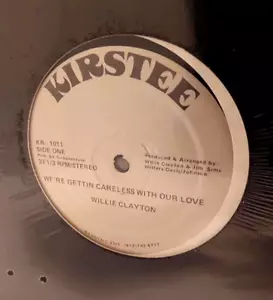 KIRSTEE
KR- 1011
SIDE ONE
33 1/3 RPM/STEREO
Produced & Arranged by:
Willie Clayton & Jim Sims
WE'RE GETTIN CARELESS WITH OUR LOVE
WILLIE CLAYTON